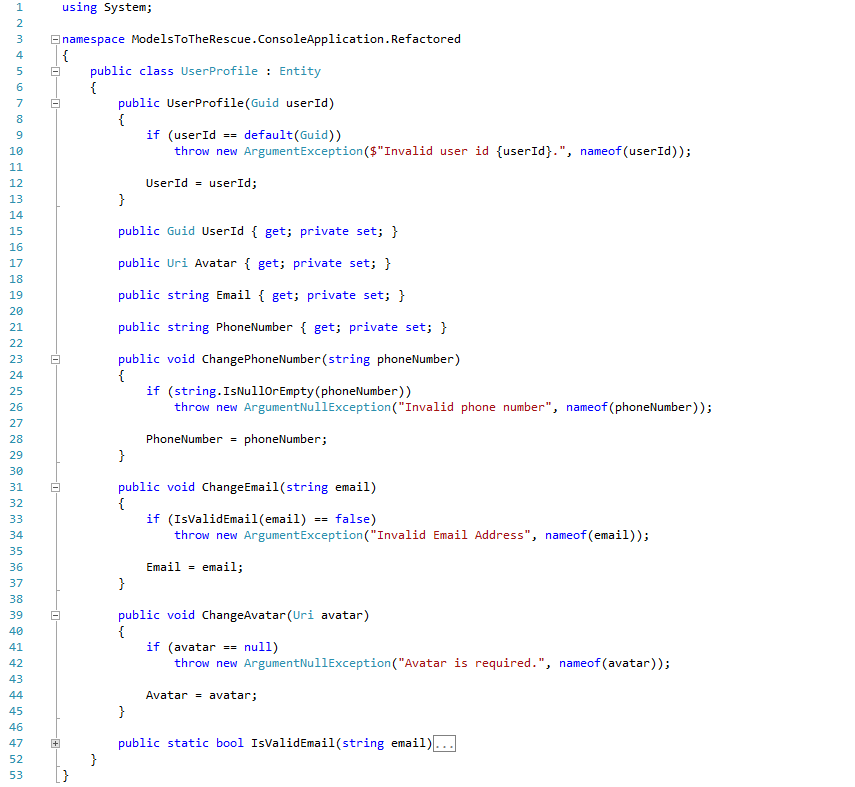 1 using System;
2
3 namespace ModelsToTheRescue.ConsoleApplication.Refactored
4 {
5     public class UserProfile : Entity
6     {
7         public UserProfile(Guid userId)
8         {
9             if (userId == default(Guid))
10                 throw new ArgumentException($"Invalid user id {userId}.", nameof(userId));
11
12             UserId = userId;
13         }
14
15         public Guid UserId { get; private set; }
16
17         public Uri Avatar { get; private set; }
18
19         public string Email { get; private set; }
20
21         public string PhoneNumber { get; private set; }
22
23         public void ChangePhoneNumber(string phoneNumber)
24         {
25             if (string.IsNullOrEmpty(phoneNumber))
26                 throw new ArgumentNullException("Invalid phone number", nameof(phoneNumber));
27
28             PhoneNumber = phoneNumber;
29         }
30
31         public void ChangeEmail(string email)
32         {
33             if (IsValidEmail(email) == false)
34                 throw new ArgumentException("Invalid Email Address", nameof(email));
35
36             Email = email;
37         }
38
39         public void ChangeAvatar(Uri avatar)
40         {
41             if (avatar == null)
42                 throw new ArgumentNullException("Avatar is required.", nameof(avatar));
43
44             Avatar = avatar;
45         }
46
47         public static bool IsValidEmail(string email)...
52     }
53 }